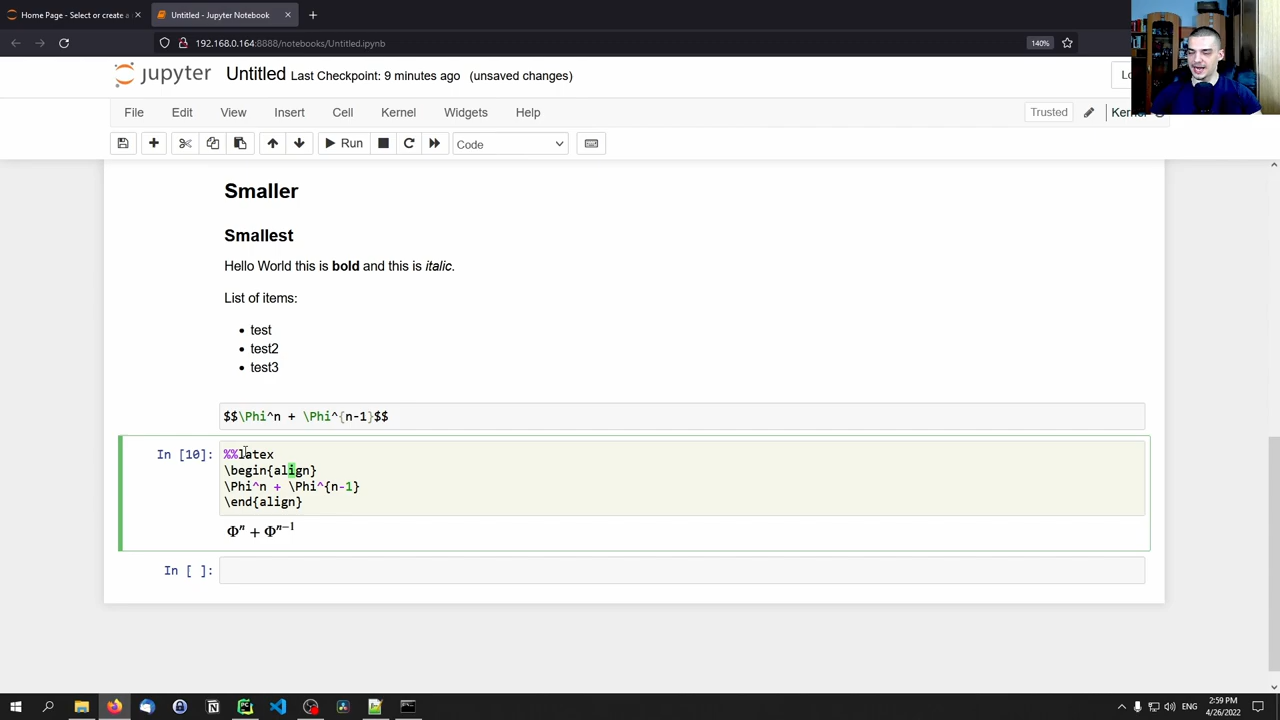 Home Page - Select or create a
Untitled - Jupyter Notebook
192.168.0.164:8888/notebooks/Untitled.ipynb
140%
jupyter Untitled Last Checkpoint: 9 minutes ago (unsaved changes)
File Edit View Insert Cell Kernel Widgets Help
Trusted
Run
Code
Smaller
Smallest
Hello World this is bold and this is italic.
List of items:
• test
• test2
• test3
$$\Phi^n + \Phi^{n-1}$$
In [10]: %%latex
\begin{align}
\Phi^n + \Phi^{n-1}
\end{align}
Φⁿ + Φⁿ⁻¹
In [ ]:
ENG
2:59 PM
4/26/2022